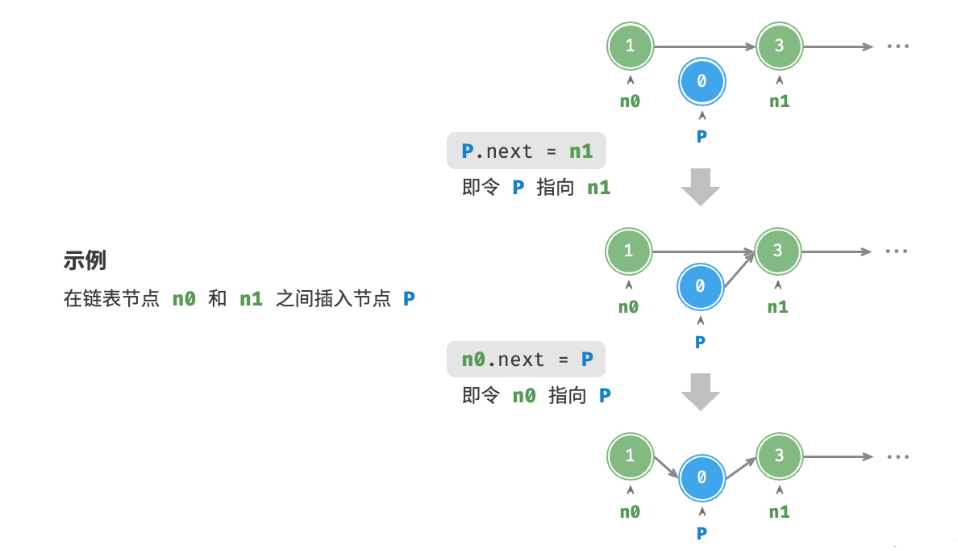 1
3
...
0
n0
n1
P
P.next = n1
即令 P 指向 n1
1
3
...
0
示例
n0
n1
在链表节点 n0 和 n1 之间插入节点 P
P
n0.next = P
即令 n0 指向 P
1
3
...
0
n0
n1
P